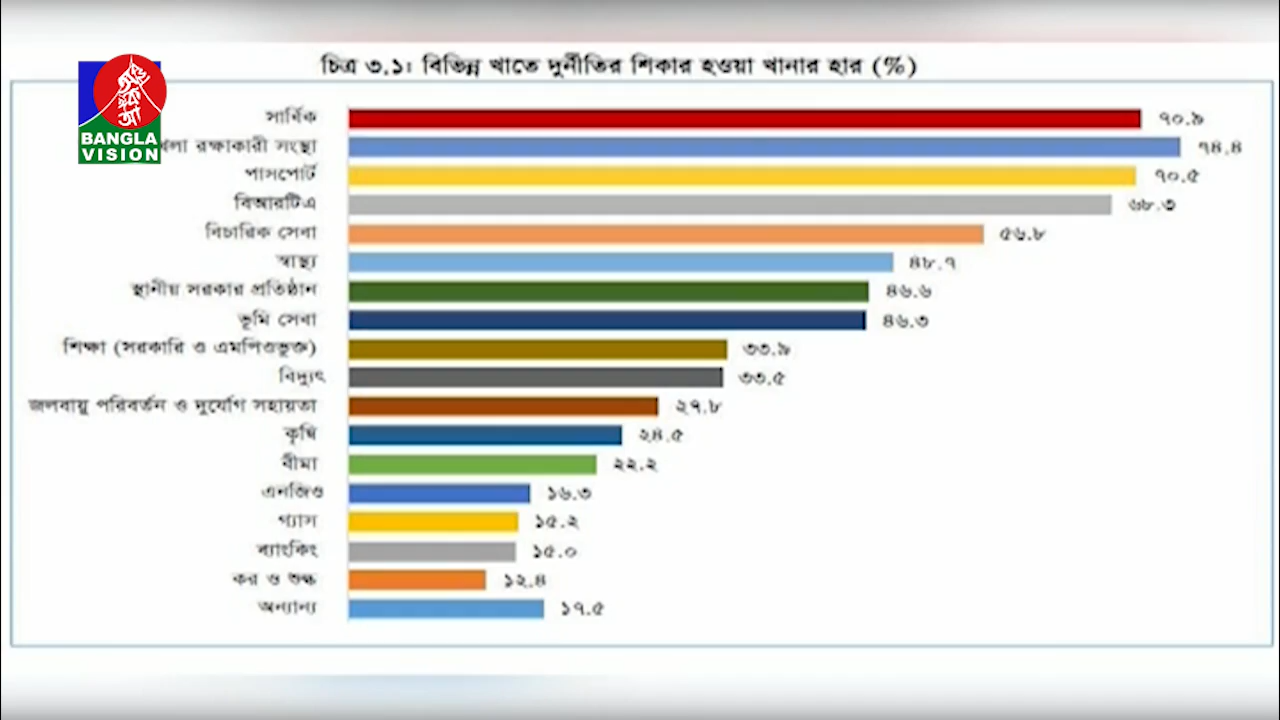 চিত্র ৩.১: বিভিন্ন খাতে দুর্নীতির শিকার হওয়া খানার হার (%)
BANGLA
VISION
সার্বিক ৭০.৯
রক্ষাকারী সংস্থা ৭৪.৪
পাসপোর্ট ৭০.৫
বিআরটিএ ৬৮.৩
বিচারিক সেবা ৫৬.৮
স্বাস্থ্য ৪৮.৭
স্থানীয় সরকার প্রতিষ্ঠান ৪৬.৬
ভূমি সেবা ৪৬.৩
শিক্ষা (সরকারি ও এমপিওভুক্ত) ৩৩.৯
বিদ্যুৎ ৩৩.৫
জলবায়ু পরিবর্তন ও দুর্যোগ সহায়তা ২৭.৮
কৃষি ২৪.৫
বীমা ২২.২
এনজিও ১৬.৩
গ্যাস ১৫.২
ব্যাংকিং ১৫.০
কর ও শুল্ক ১২.৪
অন্যান্য ১৭.৫